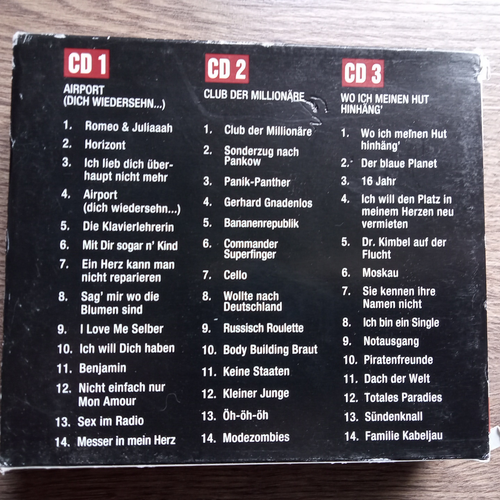 CD 1
AIRPORT
(DICH WIEDERSEHN...)
1. Romeo & Juliaaah
2. Horizont
3. Ich lieb dich über-
haupt nicht mehr
4. Airport
(dich wiedersehn...)
5. Die Klavierlehrerin
6. Mit Dir sogar n' Kind
7. Ein Herz kann man
nicht reparieren
8. Sag' mir wo die
Blumen sind
9. I Love Me Selber
10. Ich will Dich haben
11. Benjamin
12. Nicht einfach nur
Mon Amour
13. Sex im Radio
14. Messer in mein Herz
CD 2
CLUB DER MILLIONÄRE
1. Club der Millionäre
2. Sonderzug nach
Pankow
3. Panik-Panther
4. Gerhard Gnadenlos
5. Bananenrepublik
6. Commander
Superfinger
7. Cello
8. Wollte nach
Deutschland
9. Russisch Roulette
10. Body Building Braut
11. Keine Staaten
12. Kleiner Junge
13. Öh-öh-öh
14. Modezombies
CD 3
WO ICH MEINEN HUT
HINHÄNG'
1. Wo ich meinen Hut
hinhäng'
2. Der blaue Planet
3. 16 Jahr
4. Ich will den Platz in
meinem Herzen neu
vermieten
5. Dr. Kimbel auf der
Flucht
6. Moskau
7. Sie kennen ihre
Namen nicht
8. Ich bin ein Single
9. Notausgang
10. Piratenfreunde
11. Dach der Welt
12. Totales Paradies
13. Sündenknall
14. Familie Kabeljau